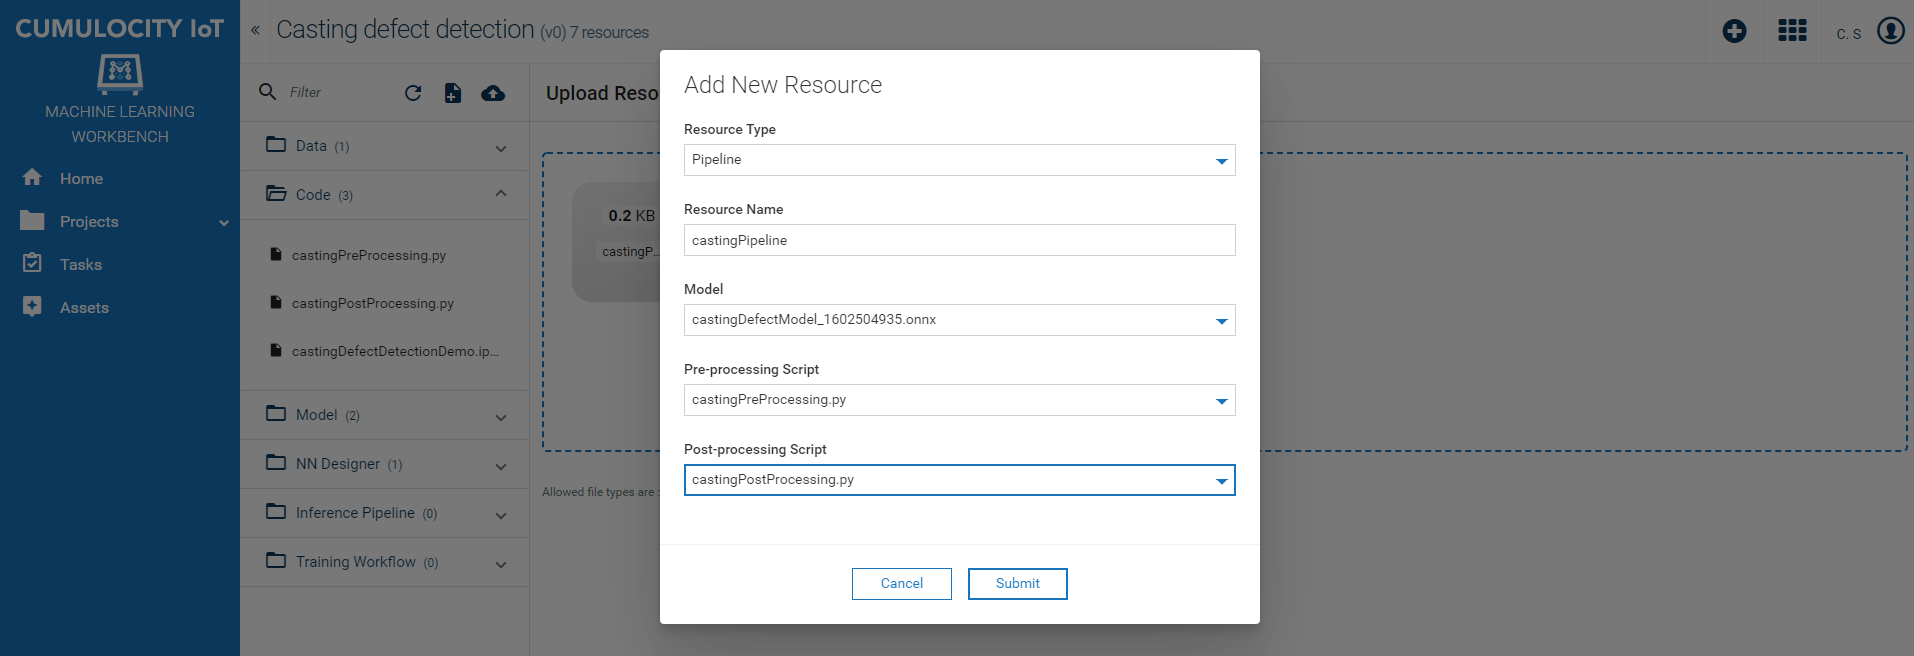 CUMULOCITY IoT
MACHINE LEARNING
WORKBENCH
Home
Projects
Tasks
Assets
«
Casting defect detection (v0) 7 resources
C. S
Filter
Data (1)
Code (3)
castingPreProcessing.py
castingPostProcessing.py
castingDefectDetectionDemo.ip...
Model (2)
NN Designer (1)
Inference Pipeline (0)
Training Workflow (0)
Upload Reso
0.2 KB
castingP...
Allowed file types are :
Add New Resource
Resource Type
Pipeline
Resource Name
castingPipeline
Model
castingDefectModel_1602504935.onnx
Pre-processing Script
castingPreProcessing.py
Post-processing Script
castingPostProcessing.py
Cancel
Submit